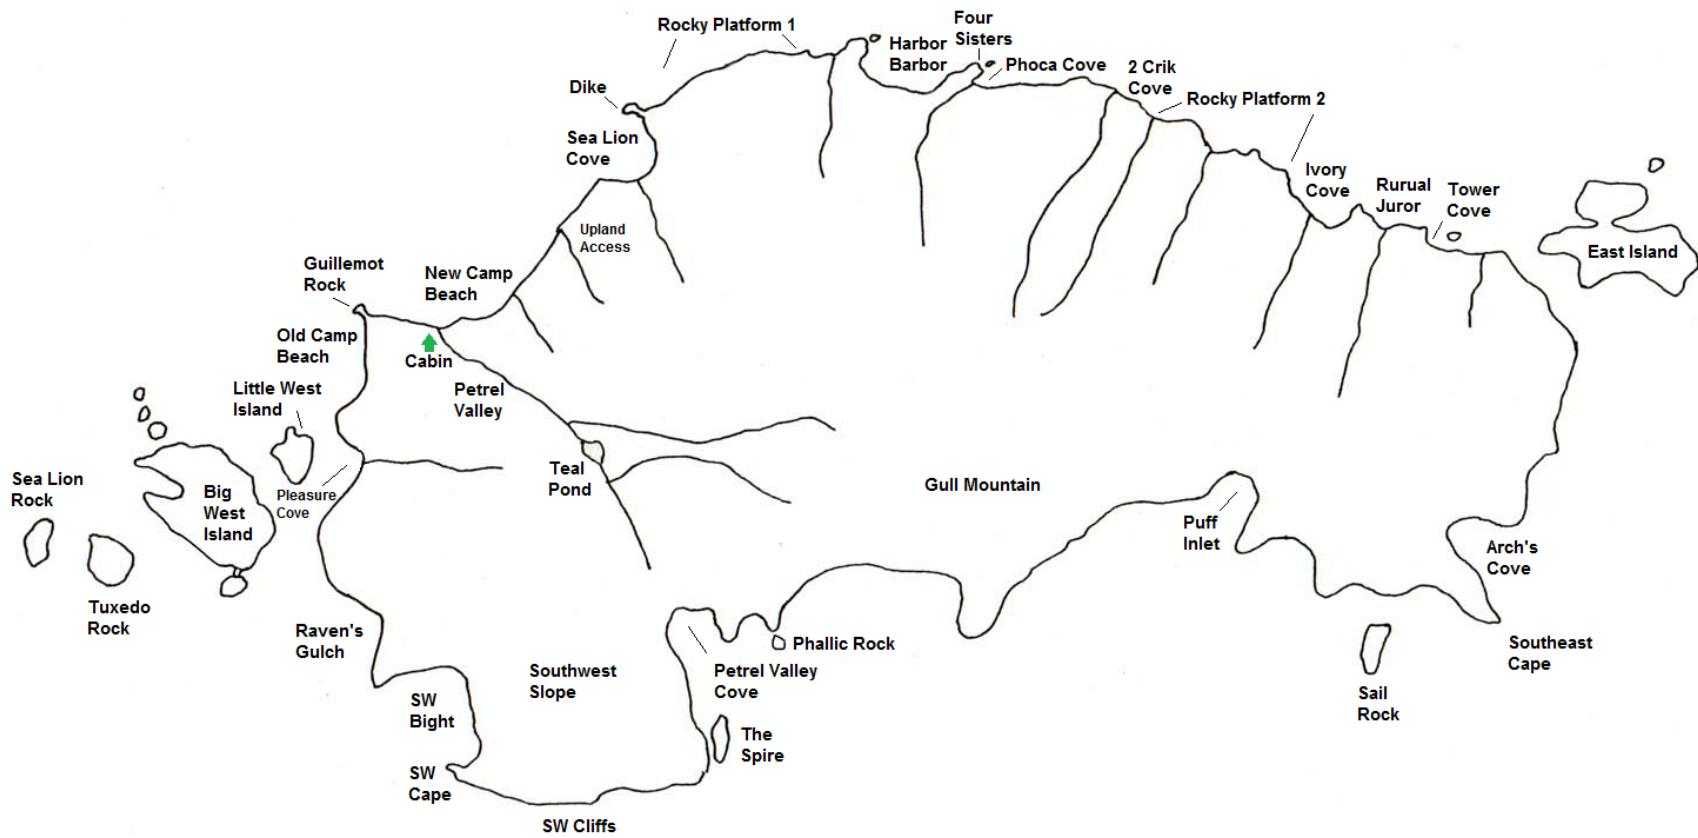 Rocky Platform 1
Four
Sisters
Harbor
Barbor
Phoca Cove
2 Crik
Cove
Rocky Platform 2
Dike
Sea Lion
Cove
Ivory
Cove
Rurual
Juror
Tower
Cove
East Island
Upland
Access
Guillemot
Rock
New Camp
Beach
Old Camp
Beach
Cabin
Petrel
Valley
Little West
Island
Teal
Pond
Sea Lion
Rock
Big
West
Island
Pleasure
Cove
Gull Mountain
Puff
Inlet
Arch's
Cove
Tuxedo
Rock
Raven's
Gulch
Southwest
Slope
Phallic Rock
Petrel Valley
Cove
Southeast
Cape
Sail
Rock
SW
Bight
The
Spire
SW
Cape
SW Cliffs